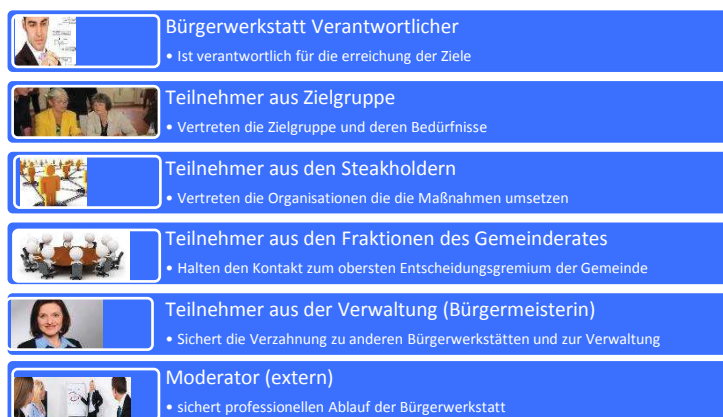 Bürgerwerkstatt Verantwortlicher
• Ist verantwortlich für die erreichung der Ziele
Teilnehmer aus Zielgruppe
• Vertreten die Zielgruppe und deren Bedürfnisse
Teilnehmer aus den Steakholdern
• Vertreten die Organisationen die die Maßnahmen umsetzen
Teilnehmer aus den Fraktionen des Gemeinderates
• Halten den Kontakt zum obersten Entscheidungsgremium der Gemeinde
Teilnehmer aus der Verwaltung (Bürgermeisterin)
• Sichert die Verzahnung zu anderen Bürgerwerkstätten und zur Verwaltung
Moderator (extern)
• sichert professionellen Ablauf der Bürgerwerkstatt